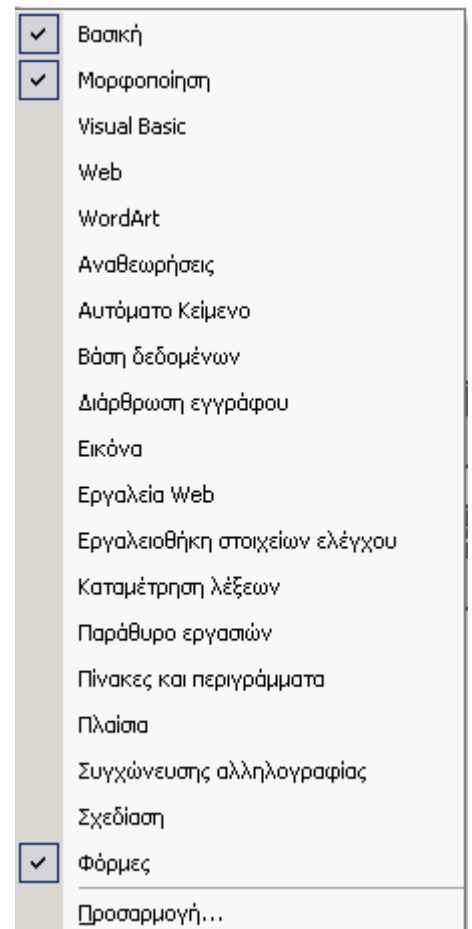 Βασική
Μορφοποίηση
Visual Basic
Web
WordArt
Αναθεωρήσεις
Αυτόματο Κείμενο
Βάση δεδομένων
Διάρθρωση εγγράφου
Εικόνα
Εργαλεία Web
Εργαλειοθήκη στοιχείων ελέγχου
Καταμέτρηση λέξεων
Παράθυρο εργασιών
Πίνακες και περιγράμματα
Πλαίσια
Συγχώνευσης αλληλογραφίας
Σχεδίαση
Φόρμες
Προσαρμογή...